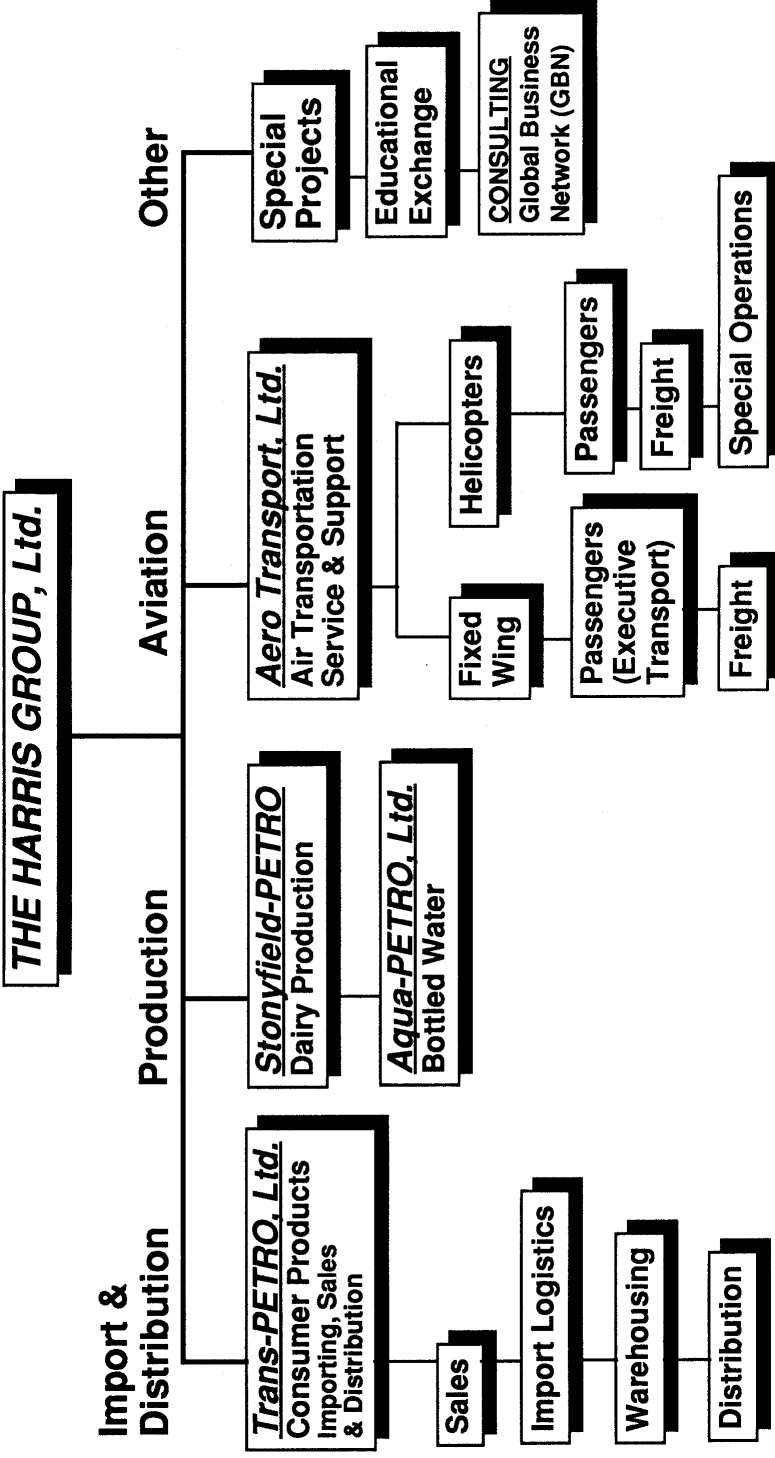 THE HARRIS GROUP, Ltd.
Import &
Distribution
Production
Aviation
Other
Trans-PETRO, Ltd.
Consumer Products
Importing, Sales
& Distribution
Sales
Import Logistics
Warehousing
Distribution
Stonyfield-PETRO
Dairy Production
Aqua-PETRO, Ltd.
Bottled Water
Aero Transport, Ltd.
Air Transportation
Service & Support
Fixed
Wing
Passengers
(Executive
Transport)
Freight
Helicopters
Passengers
Freight
Special Operations
Special
Projects
Educational
Exchange
CONSULTING
Global Business
Network (GBN)